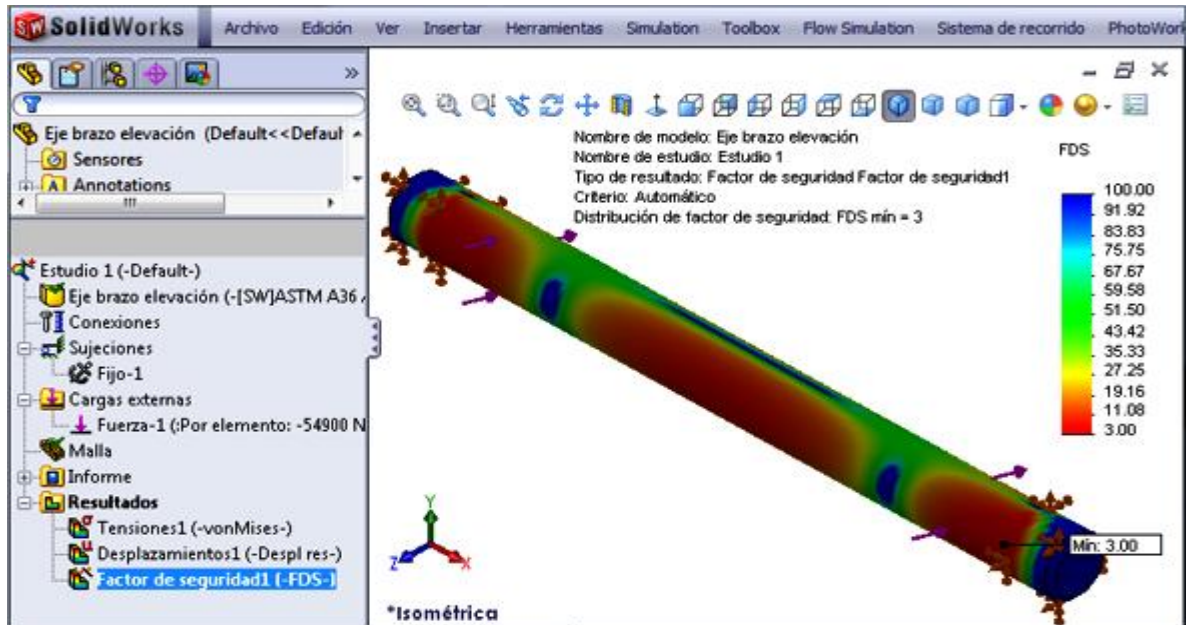 SW SolidWorks Archivo Edición Ver Insertar Herramientas Simulation Toolbox Flow Simulation Sistema de recorrido PhotoWor
Eje brazo elevación (Default<<Defaul
Sensores
Annotations
Estudio 1 (-Default-)
Eje brazo elevación (-[SW]ASTM A36
Conexiones
Sujeciones
Fijo-1
Cargas externas
Fuerza-1 (:Por elemento: -54900 N
Malla
Informe
Resultados
Tensiones1 (-vonMises-)
Desplazamientos1 (-Despl res-)
Factor de seguridad1 (-FDS-)
Nombre de modelo: Eje brazo elevación
Nombre de estudio: Estudio 1
Tipo de resultado: Factor de seguridad Factor de seguridad1
Criterio: Automático
Distribución de factor de seguridad: FDS mín = 3
FDS
100.00
91.92
83.83
75.75
67.67
59.58
51.50
43.42
35.33
27.25
19.16
11.08
3.00
Mín: 3.00
Y
Z
X
*Isométrica